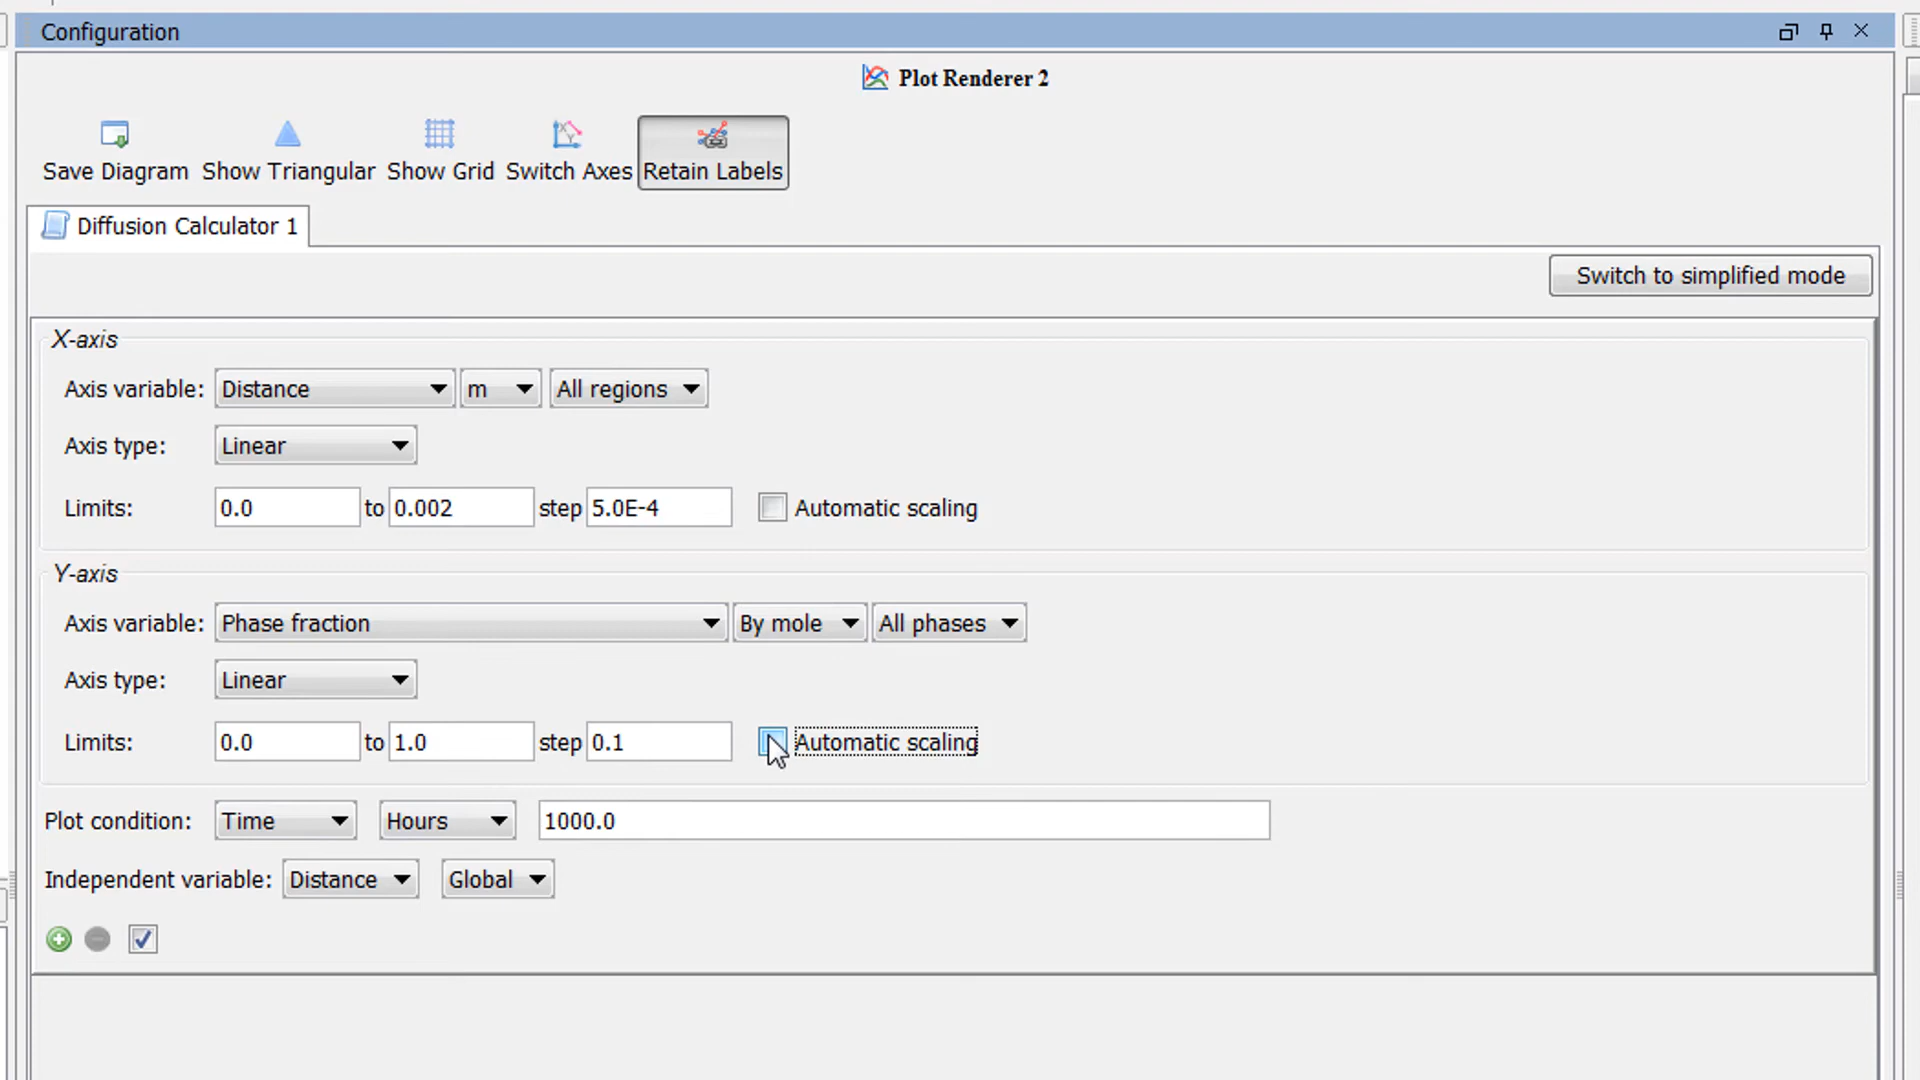 Configuration
Plot Renderer 2
Save Diagram Show Triangular Show Grid Switch Axes Retain Labels
Diffusion Calculator 1
Switch to simplified mode
X-axis
Axis variable: Distance m All regions
Axis type: Linear
Limits: 0.0 to 0.002 step 5.0E-4 Automatic scaling
Y-axis
Axis variable: Phase fraction By mole All phases
Axis type: Linear
Limits: 0.0 to 1.0 step 0.1 Automatic scaling
Plot condition: Time Hours 1000.0
Independent variable: Distance Global